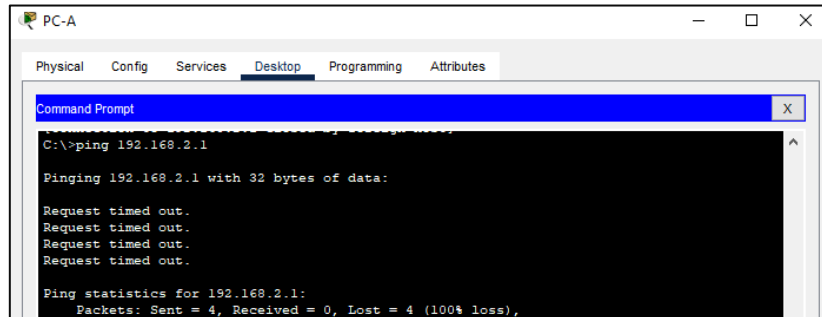 PC-A
Physical Config Services Desktop Programming Attributes
Command Prompt
X
C:\>ping 192.168.2.1
Pinging 192.168.2.1 with 32 bytes of data:
Request timed out.
Request timed out.
Request timed out.
Request timed out.
Ping statistics for 192.168.2.1:
Packets: Sent = 4, Received = 0, Lost = 4 (100% loss),